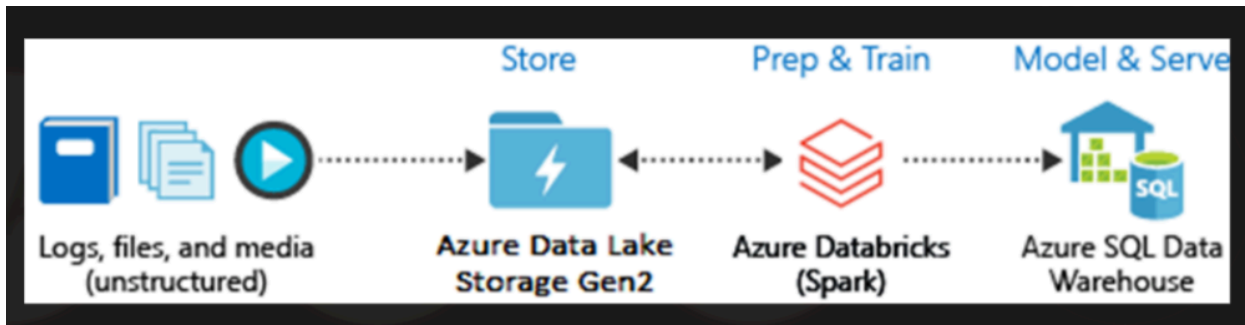 Store
Prep & Train
Model & Serve
SQL
Logs, files, and media
(unstructured)
Azure Data Lake
Storage Gen2
Azure Databricks
(Spark)
Azure SQL Data
Warehouse